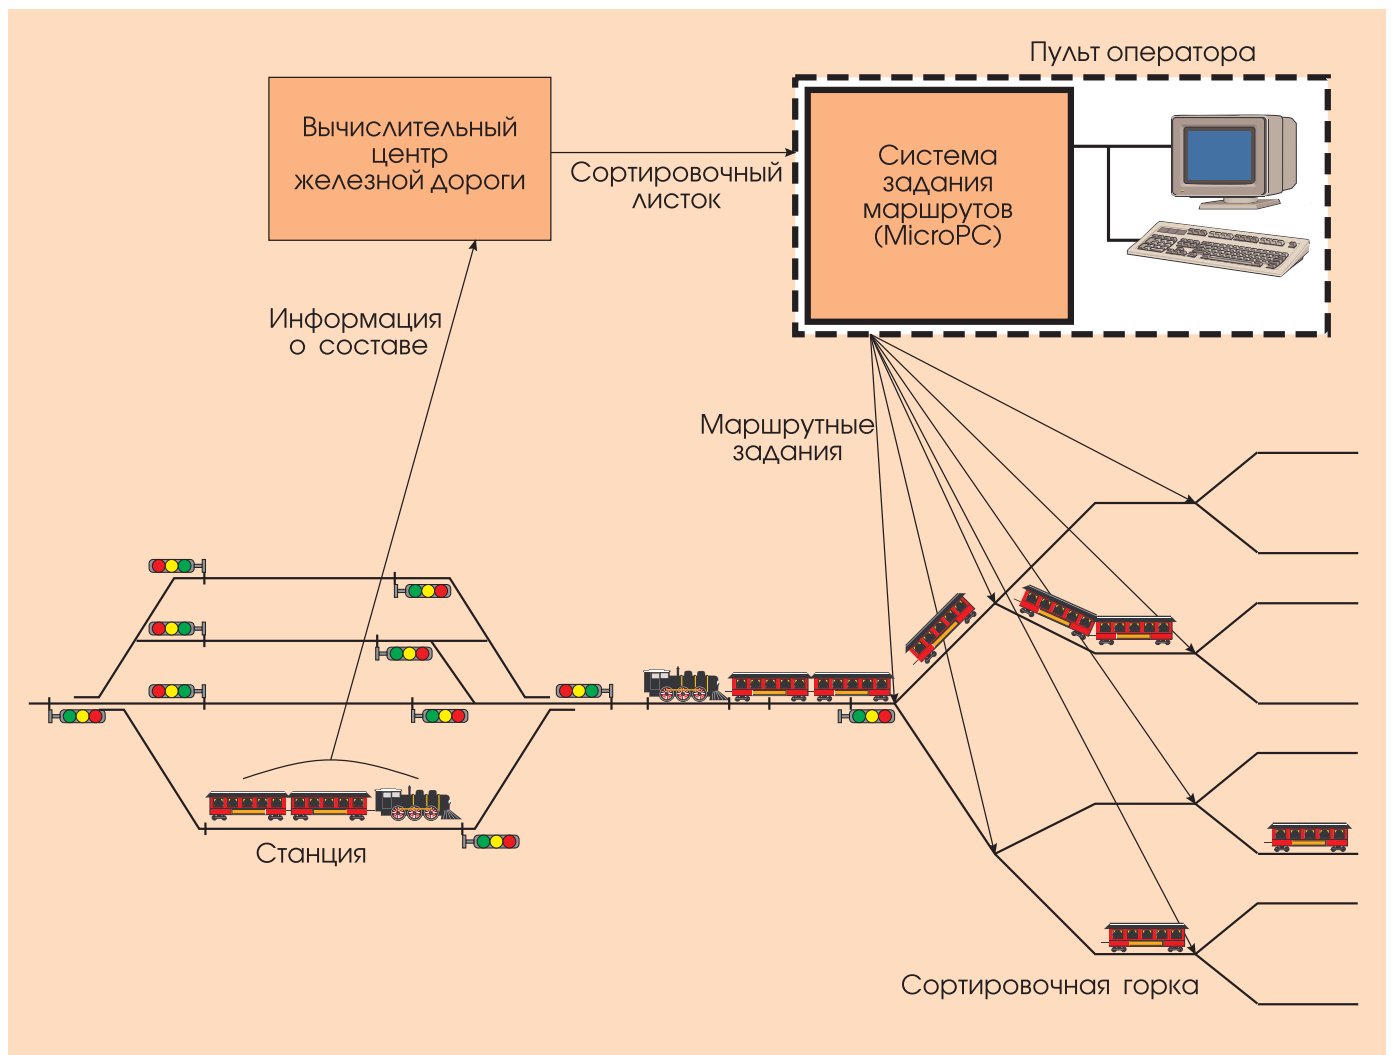 Пульт оператора
Вычислительный
центр
железной дороги
Сортировочный
листок
Система
задания
маршрутов
(MicroPC)
Информация
о составе
Маршрутные
задания
Станция
Сортировочная горка